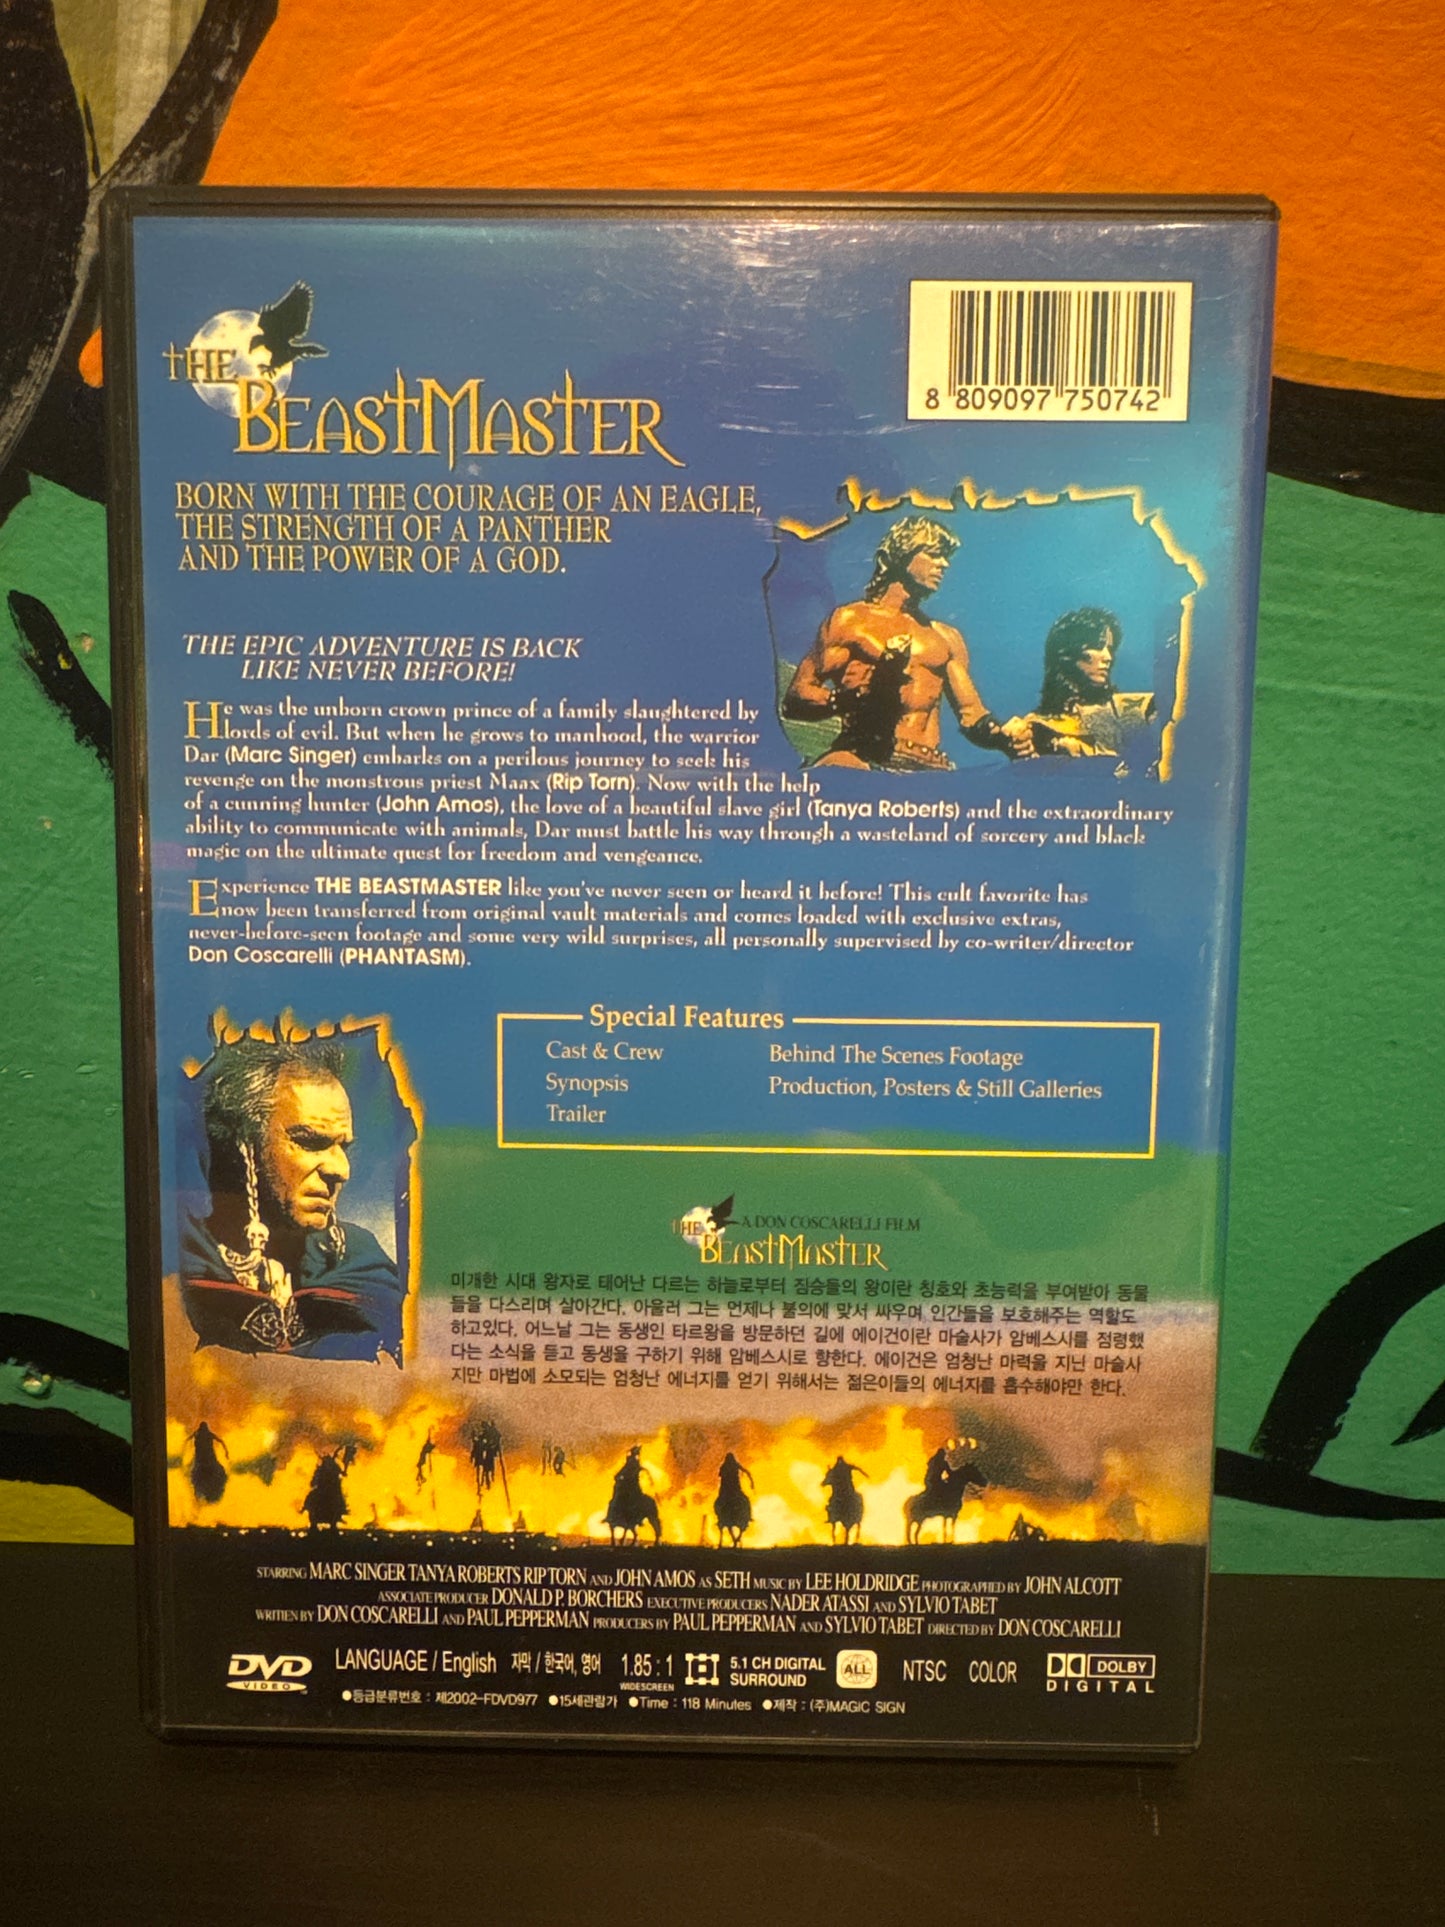 THE
BEASTMASTER
8 809097 750742
BORN WITH THE COURAGE OF AN EAGLE,
THE STRENGTH OF A PANTHER
AND THE POWER OF A GOD.
THE EPIC ADVENTURE IS BACK
LIKE NEVER BEFORE!
He was the unborn crown prince of a family slaughtered by
lords of evil. But when he grows to manhood, the warrior
Dar (Marc Singer) embarks on a perilous journey to seek his
revenge on the monstrous priest Maax (Rip Torn). Now with the help
of a cunning hunter (John Amos), the love of a beautiful slave girl (Tanya Roberts) and the extraordinary
ability to communicate with animals, Dar must battle his way through a wasteland of sorcery and black
magic on the ultimate quest for freedom and vengeance.
Experience THE BEASTMASTER like you've never seen or heard it before! This cult favorite has
now been transferred from original vault materials and comes loaded with exclusive extras,
never-before-seen footage and some very wild surprises, all personally supervised by co-writer/director
Don Coscarelli (PHANTASM).
Special Features
Cast & Crew
Synopsis
Trailer
Behind The Scenes Footage
Production, Posters & Still Galleries
A DON COSCARELLI FILM
THE
BEASTMASTER
미개한 시대 왕자로 태어난 다르는 하늘로부터 짐승들의 왕이란 칭호와 초능력을 부여받아 동물
들을 다스리며 살아간다. 아울러 그는 언제나 불의에 맞서 싸우며 인간들을 보호해주는 역할도
하고있다. 어느날 그는 동생인 타르왕을 방문하던 길에 에이건이란 마술사가 암베스시를 점령했
다는 소식을 듣고 동생을 구하기 위해 암베스시로 향한다. 에이건은 엄청난 마력을 지닌 마술사
지만 마법에 소모되는 엄청난 에너지를 얻기 위해서는 젊은이들의 에너지를 흡수해야만 한다.
STARRING MARC SINGER TANYA ROBERTS RIP TORN AND JOHN AMOS AS SETH MUSIC BY LEE HOLDRIDGE PHOTOGRAPHED BY JOHN ALCOTT
ASSOCIATE PRODUCER DONALD P. BORCHERS EXECUTIVE PRODUCERS NADER ATASSI AND SYLVIO TABET
WRITTEN BY DON COSCARELLI AND PAUL PEPPERMAN PRODUCERS BY PAUL PEPPERMAN AND SYLVIO TABET DIRECTED BY DON COSCARELLI
DVD VIDEO LANGUAGE / English 자막 / 한국어, 영어 1.85 : 1 WIDESCREEN 5.1 CH DIGITAL SURROUND ALL NTSC COLOR DOLBY DIGITAL
●등급분류번호 : 제2002-FDVD977 ●15세관람가 ●Time : 118 Minutes ●제작 : (주)MAGIC SIGN